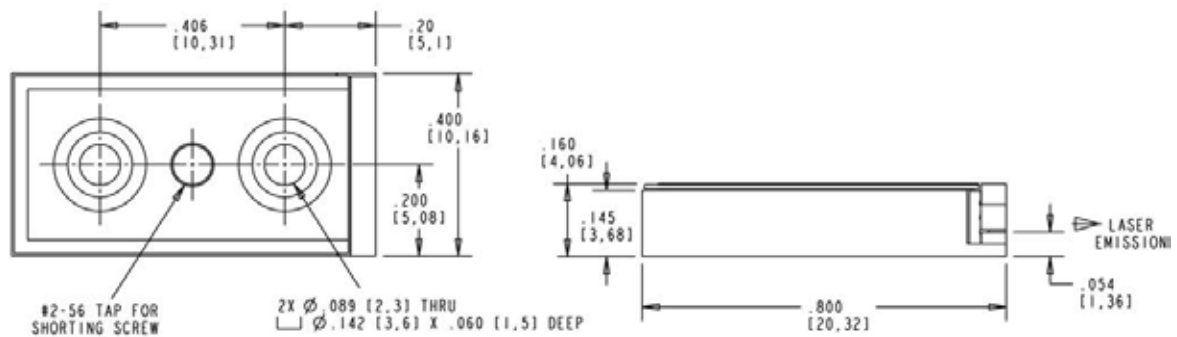 .406
[10,31]
.20
[5,1]
.400
[10,16]
.200
[5,08]
#2-56 TAP FOR
SHORTING SCREW
2X Ø .089 [2,3] THRU
⌴ Ø.142 [3,6] X .060 [1,5] DEEP
.160
[4,06]
.145
[3,68]
LASER
EMISSION
.054
[1,36]
.800
[20,32]